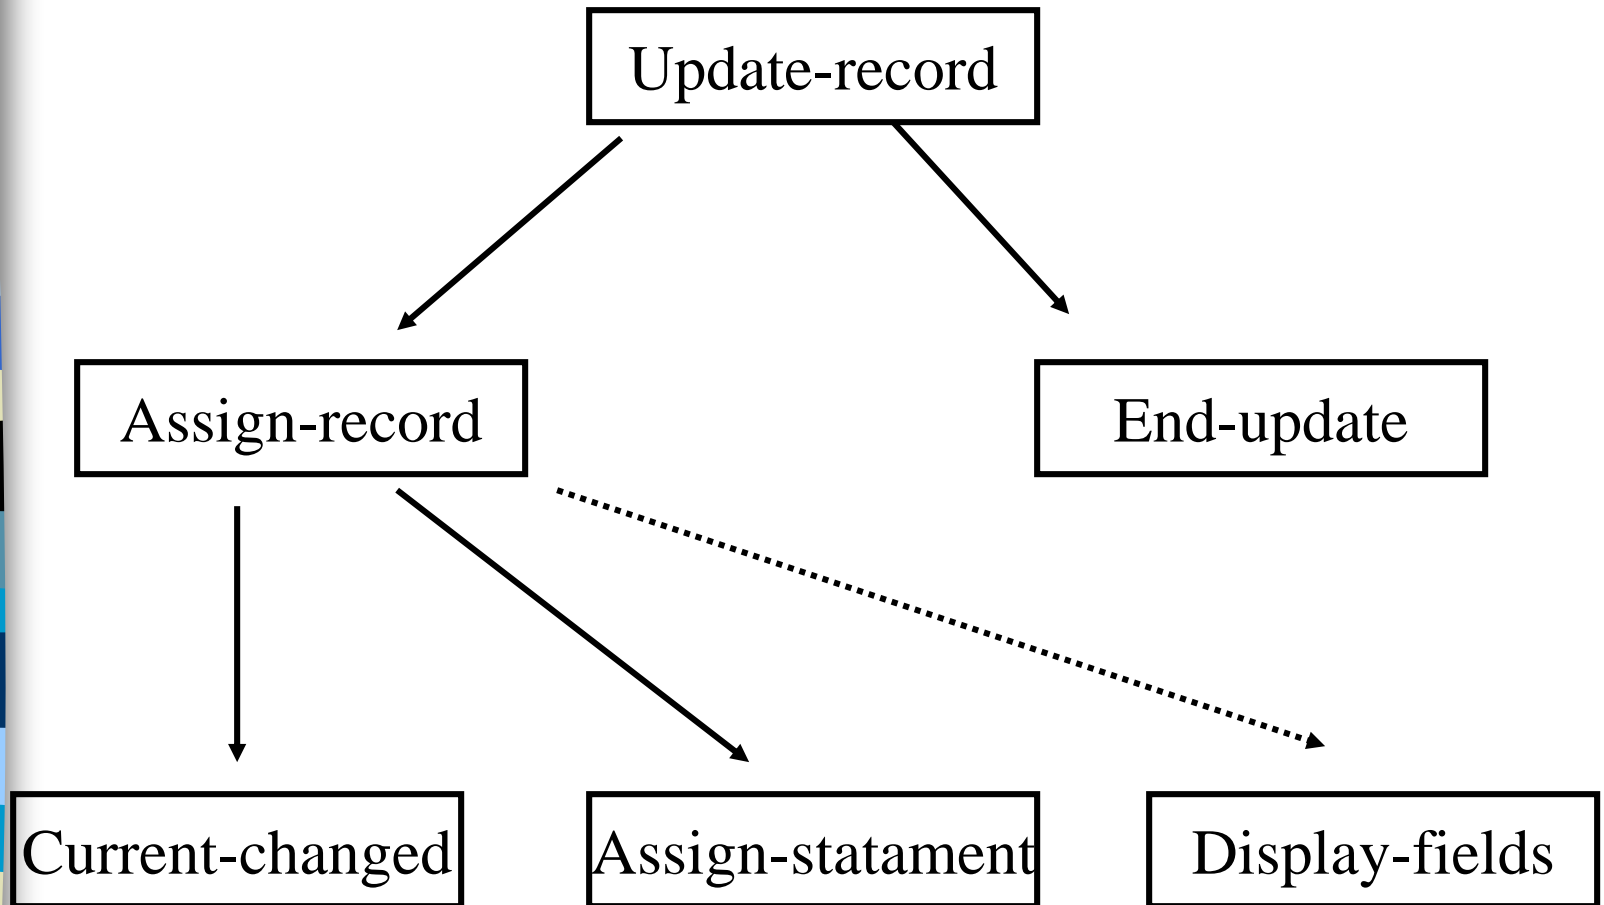 Update-record
Assign-record
End-update
Current-changed
Assign-statament
Display-fields